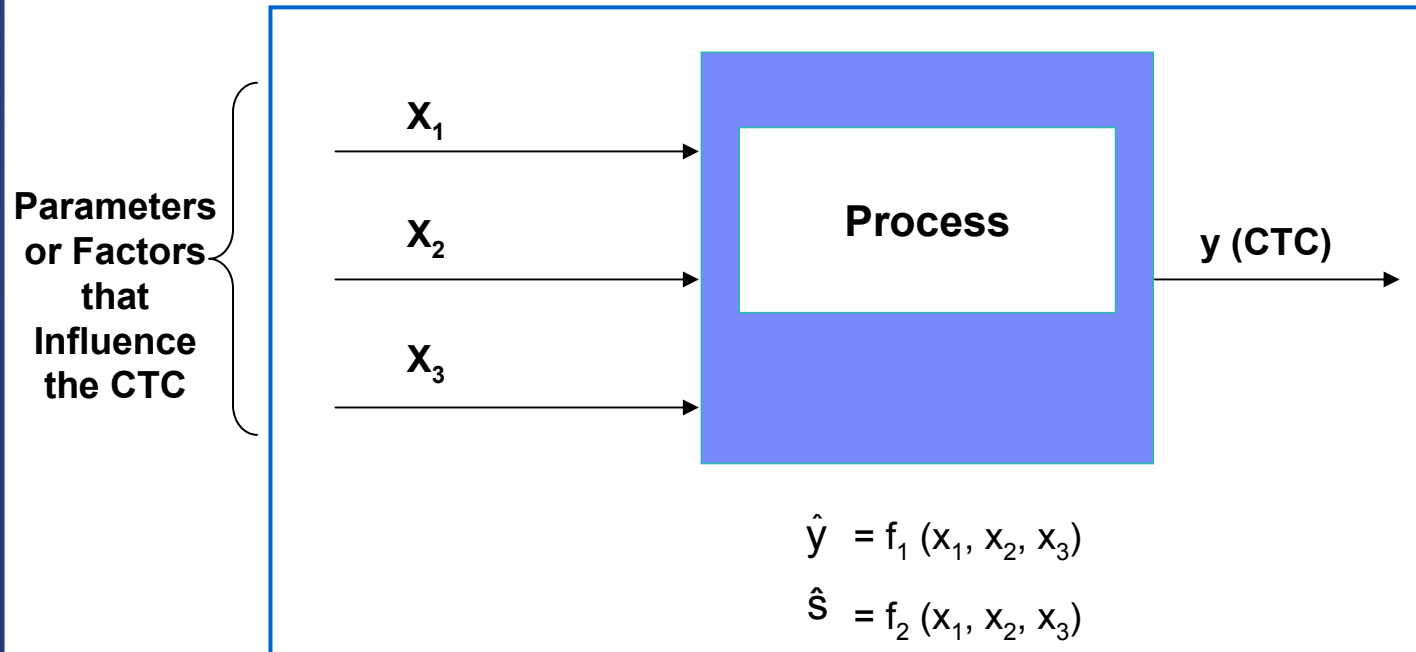 Parameters
or Factors
that
Influence
the CTC
X₁
X₂
X₃
Process
y (CTC)
ŷ = f₁ (x₁, x₂, x₃)
ŝ = f₂ (x₁, x₂, x₃)